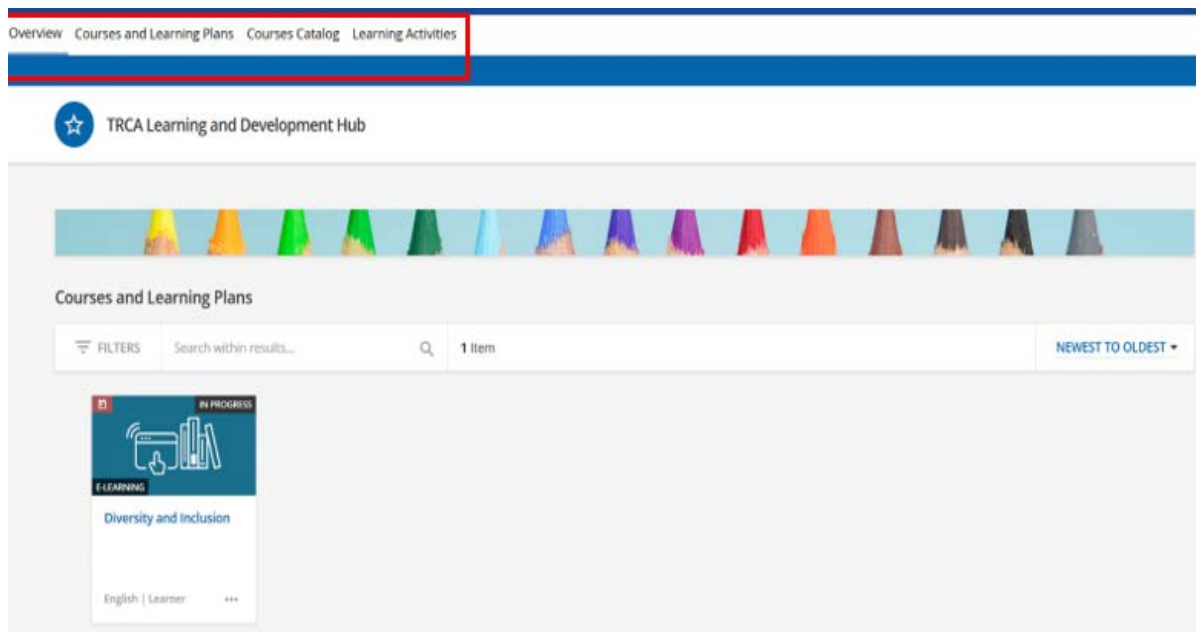 Overview Courses and Learning Plans Courses Catalog Learning Activities
TRCA Learning and Development Hub
Courses and Learning Plans
FILTERS Search within results... 1 Item NEWEST TO OLDEST
IN PROGRESS
E-LEARNING
Diversity and Inclusion
English | Learner